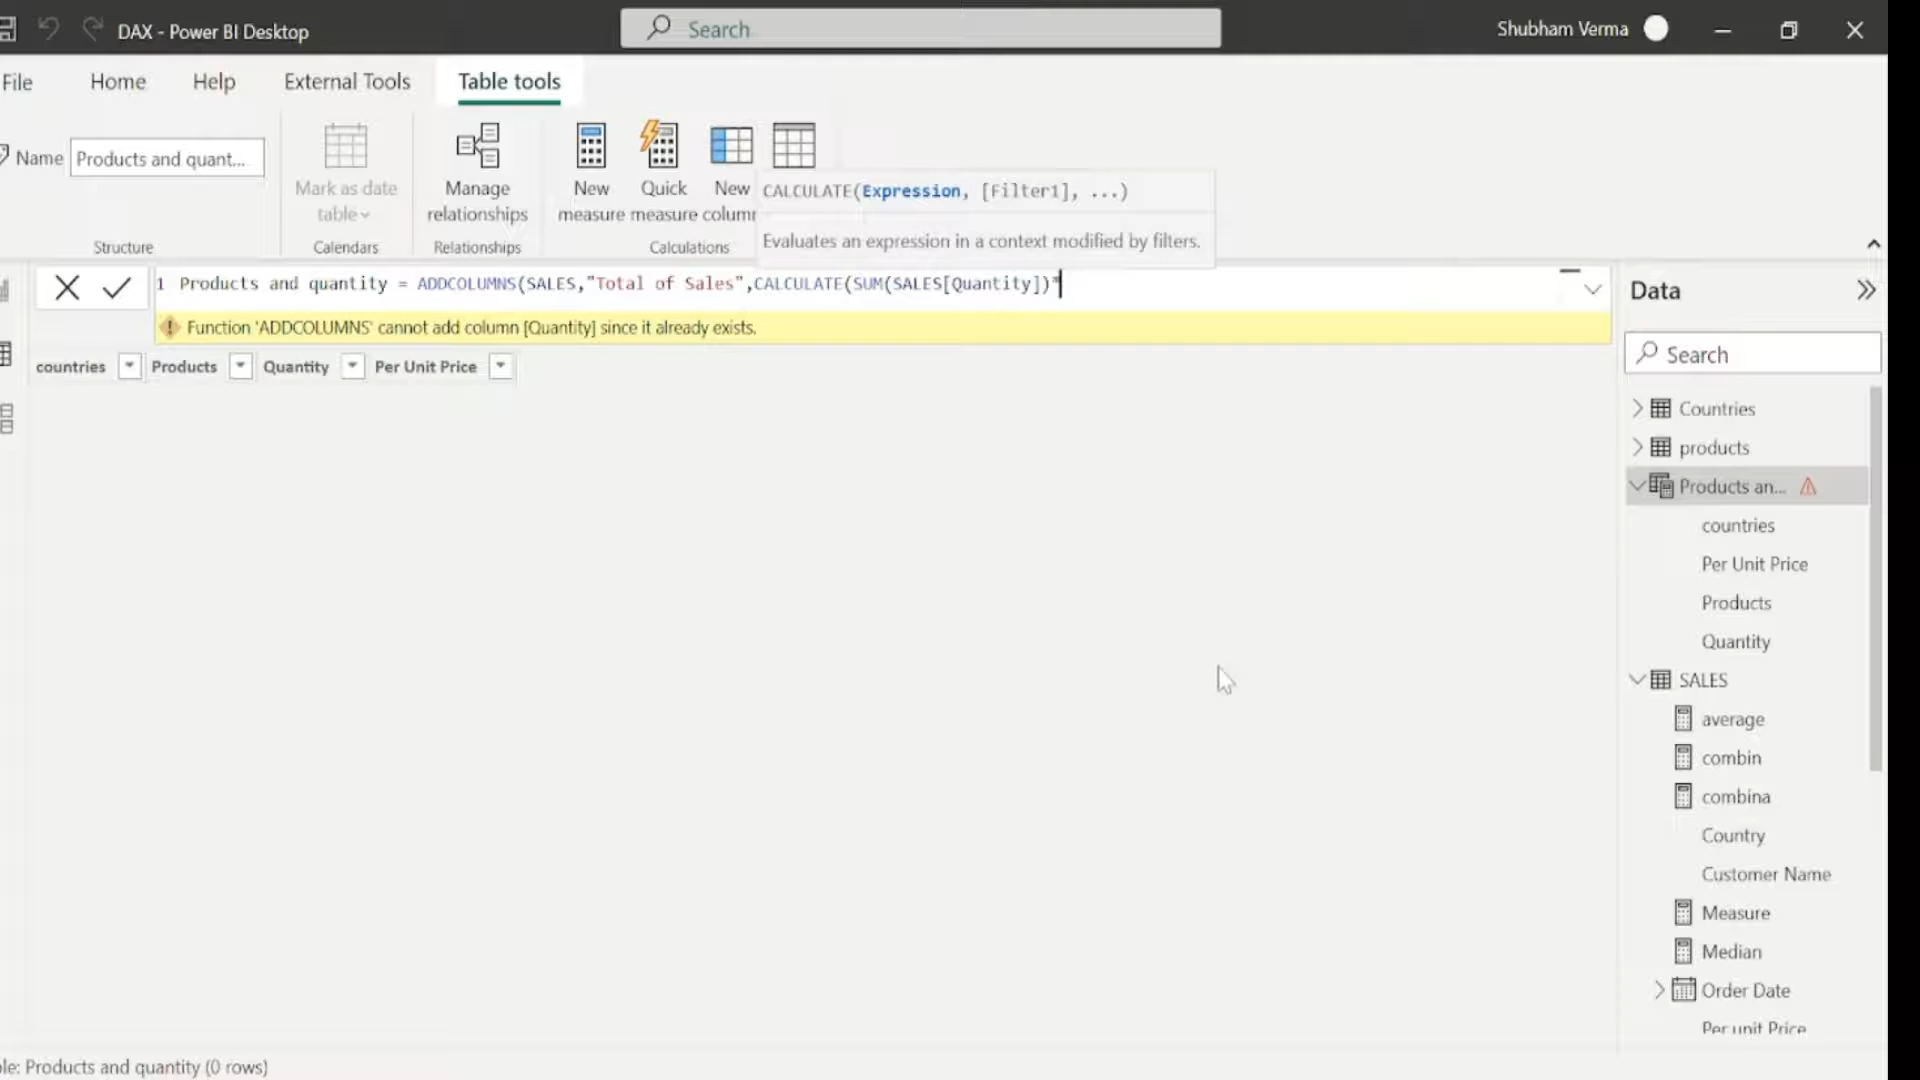 DAX - Power BI Desktop
Search
Shubham Verma
File
Home
Help
External Tools
Table tools
Name
Products and quant...
Mark as date
table
Manage
relationships
New
measure
Quick
measure
New
column
Structure
Calendars
Relationships
Calculations
CALCULATE(Expression, [Filter1], ...)
Evaluates an expression in a context modified by filters.
1 Products and quantity = ADDCOLUMNS(SALES,"Total of Sales",CALCULATE(SUM(SALES[Quantity])*
Function 'ADDCOLUMNS' cannot add column [Quantity] since it already exists.
countries
Products
Quantity
Per Unit Price
Data
Search
Countries
products
Products an...
countries
Per Unit Price
Products
Quantity
SALES
average
combin
combina
Country
Customer Name
Measure
Median
Order Date
Per unit Price
ble: Products and quantity (0 rows)